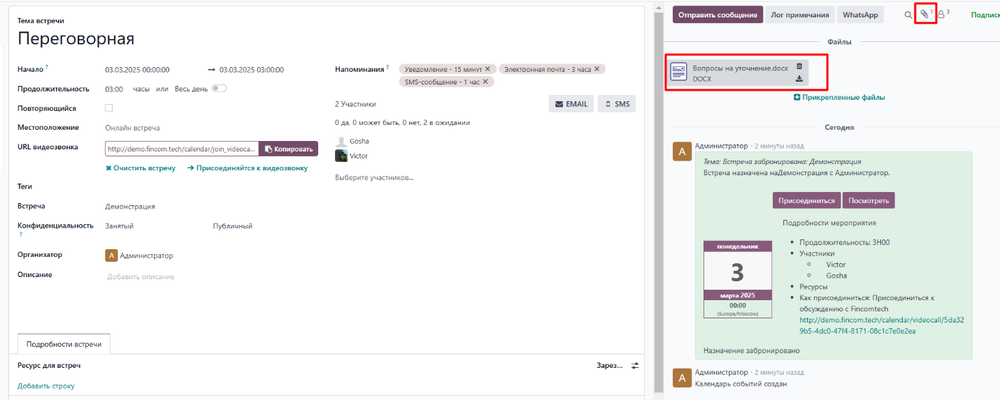 Тема встречи
Переговорная
Начало ?
03.03.2025 00:00:00 → 03.03.2025 03:00:00
Продолжительность
03:00 часы или Весь день
Повторяющийся
Местоположение
Онлайн встреча
URL видеозвонка
http://demo.fincom.tech/calendar/join_videoca... Копировать
Очистить встречу → Присоединяйтся к видеозвонку
Теги
Встреча
Демонстрация
Конфиденциальность ?
Занятый Публичный
Организатор
A Администратор
Описание
Добавить описание
Напоминания ?
Уведомление - 15 минут × Электронная почта - 3 часа ×
SMS-сообщение - 1 час ×
2 Участники
EMAIL SMS
0 да, 0 может быть, 0 нет, 2 в ожидании
Gosha
Victor
Выберите участников...
Подробности встречи
Ресурс для встреч Зарез...
Добавить строку
Отправить сообщение Лог примечания WhatsApp 1 3 Подписк
Файлы
Вопросы на уточнение.docx
DOCX
Прикрепленные файлы
Сегодня
A Администратор - 2 минуты назад
Тема: Встреча забронирована: Демонстрация
Встреча назначена наДемонстрация с Администратор.
Присоединиться Посмотреть
Подробности мероприятия
понедельник
3
марта 2025
00:00
(Europe/Moscow)
Продолжительность: 3H00
Участники
Victor
Gosha
Ресурсы
Как присоединиться: Присоединиться к
обсуждению с Fincomtech
http://demo.fincom.tech/calendar/videocall/5da32
9b5-4dc0-47f4-8171-08c1c7e0e2ea
Назначение забронировано
A Администратор - 2 минуты назад
Календарь событий создан